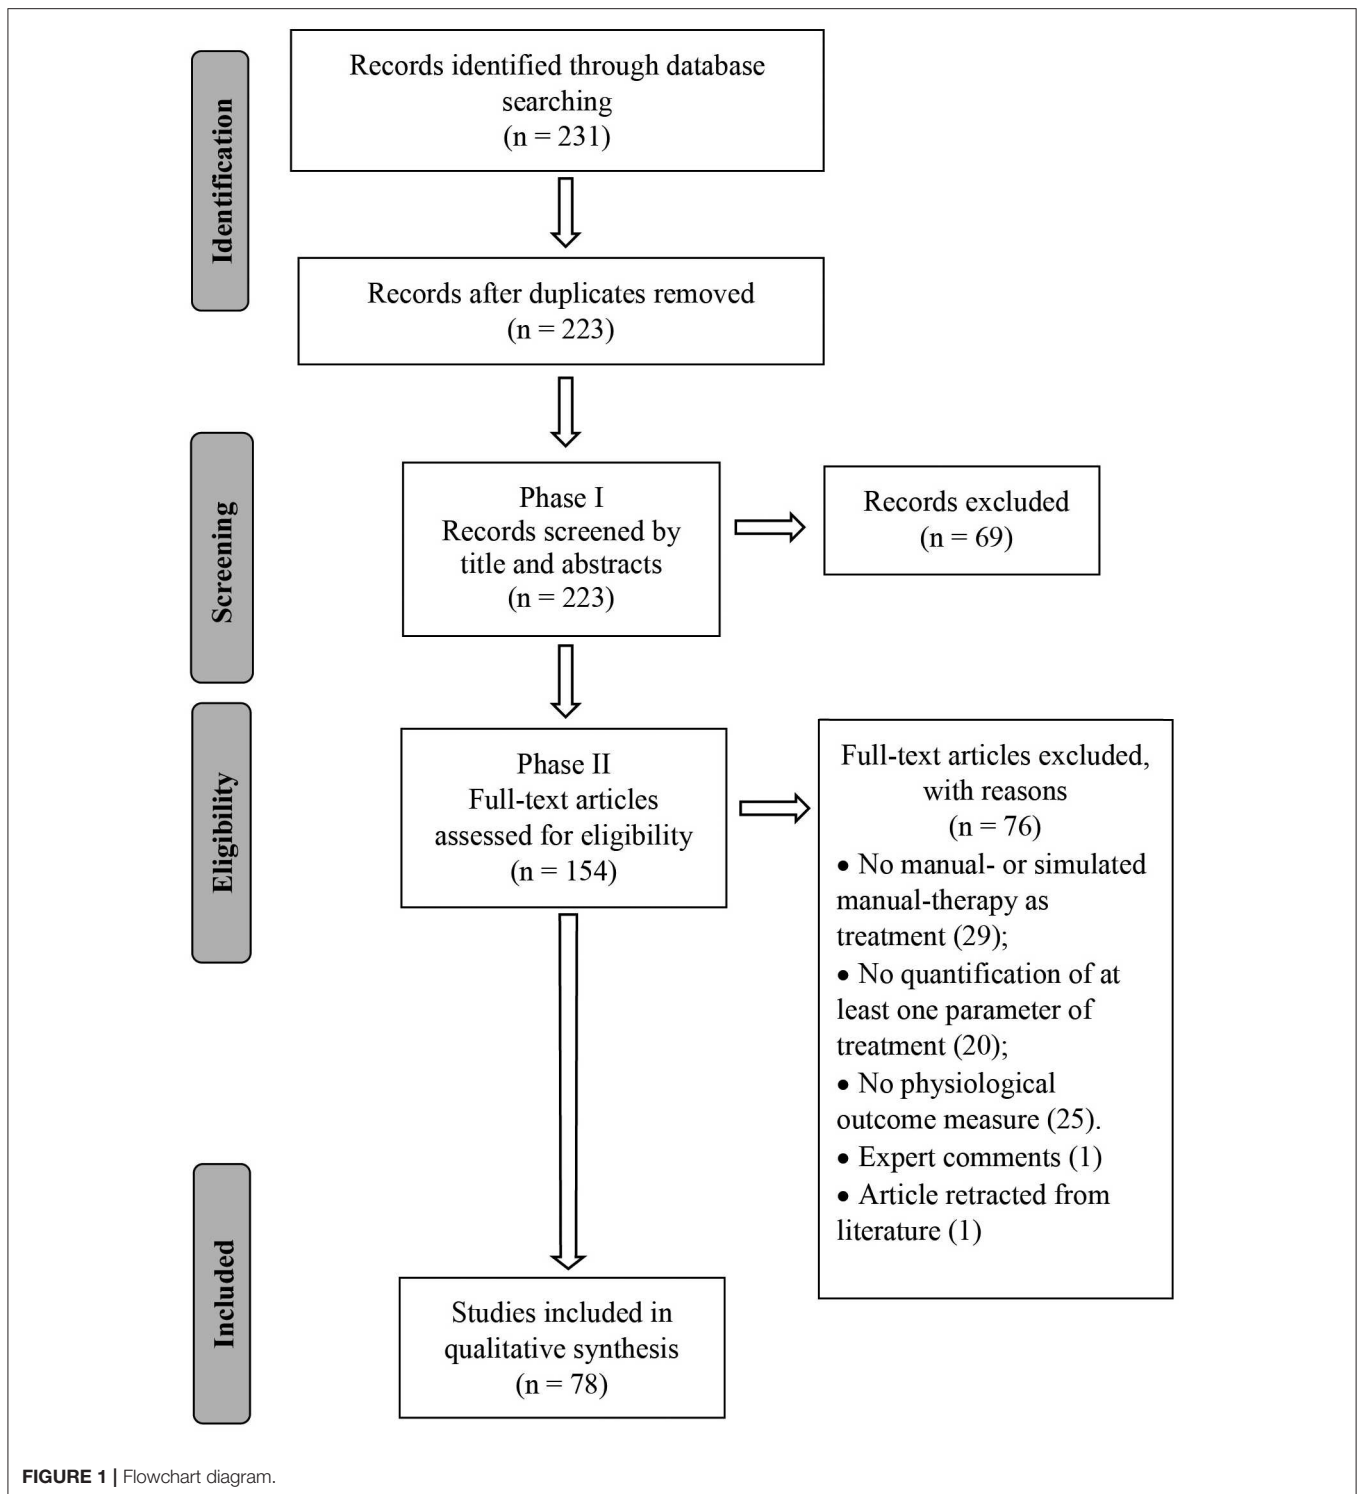 Identification
Records identified through database
searching
(n = 231)
Records after duplicates removed
(n = 223)
Screening
Phase I
Records screened by
title and abstracts
(n = 223)
Records excluded
(n = 69)
Eligibility
Phase II
Full-text articles
assessed for eligibility
(n = 154)
Full-text articles excluded,
with reasons
(n = 76)
• No manual- or simulated
manual-therapy as
treatment (29);
• No quantification of at
least one parameter of
treatment (20);
• No physiological
outcome measure (25).
• Expert comments (1)
• Article retracted from
literature (1)
Included
Studies included in
qualitative synthesis
(n = 78)
FIGURE 1 | Flowchart diagram.